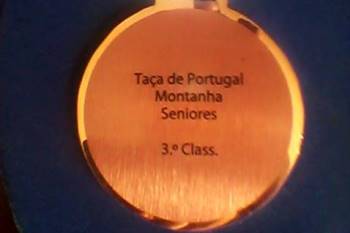 Taça de Portugal
Montanha
Seniores
3.º Class.